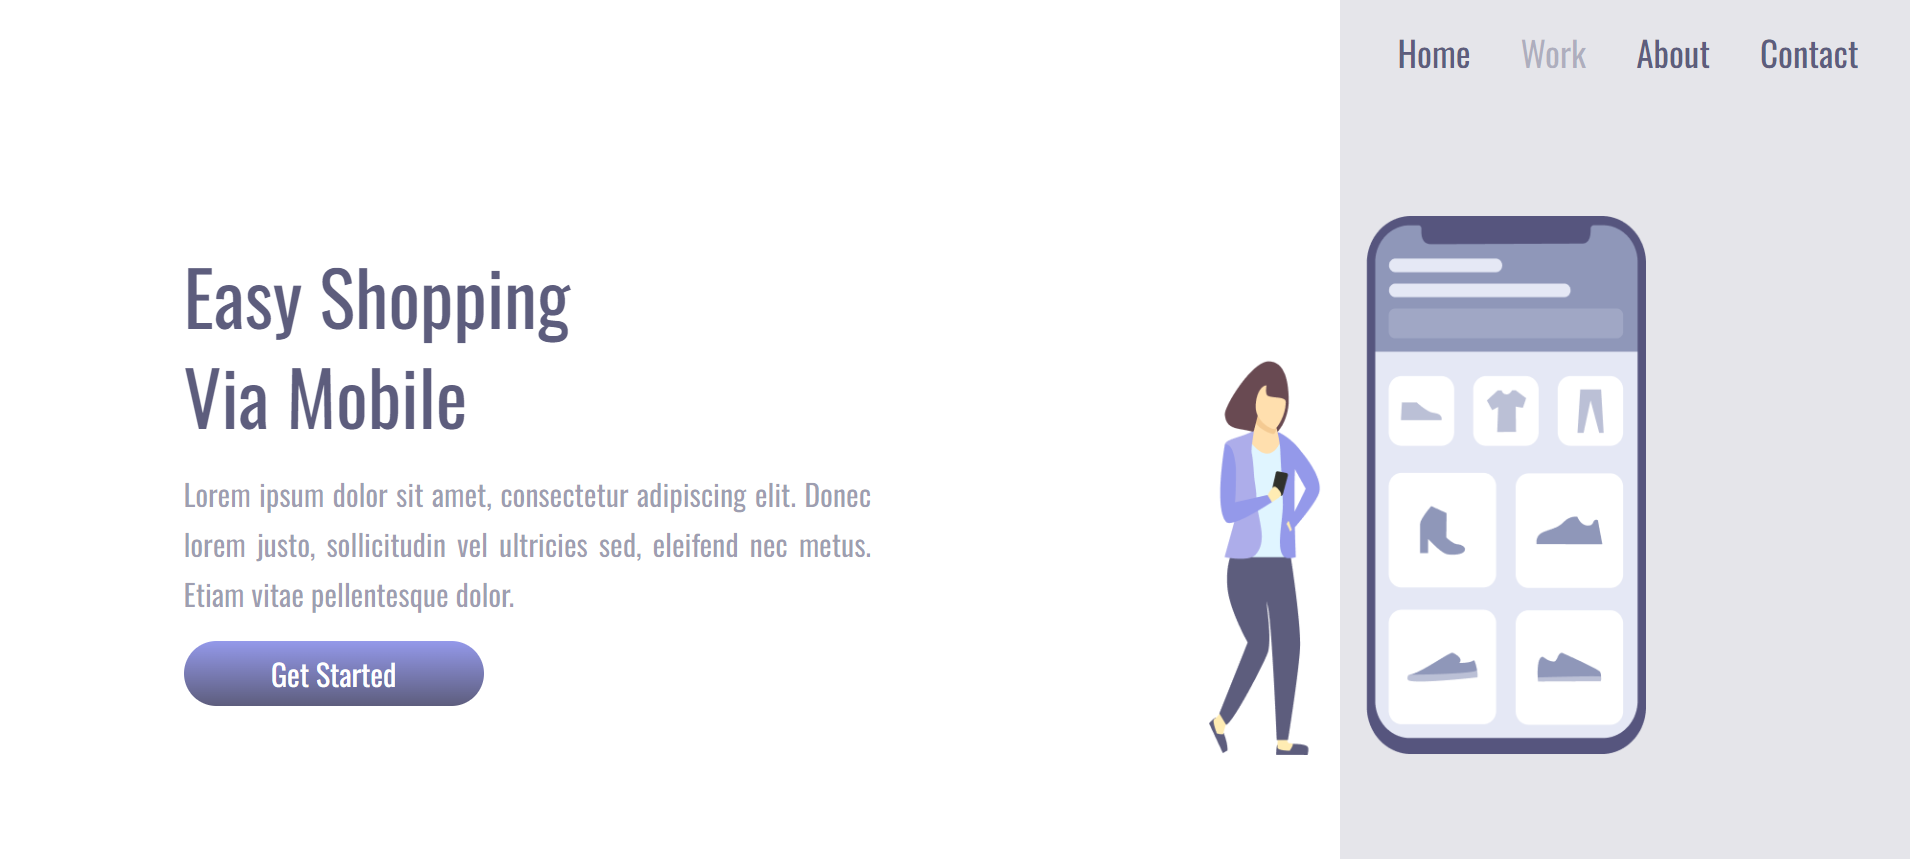 Home Work About Contact
Easy Shopping
Via Mobile
Lorem ipsum dolor sit amet, consectetur adipiscing elit. Donec
lorem justo, sollicitudin vel ultricies sed, eleifend nec metus.
Etiam vitae pellentesque dolor.
Get Started